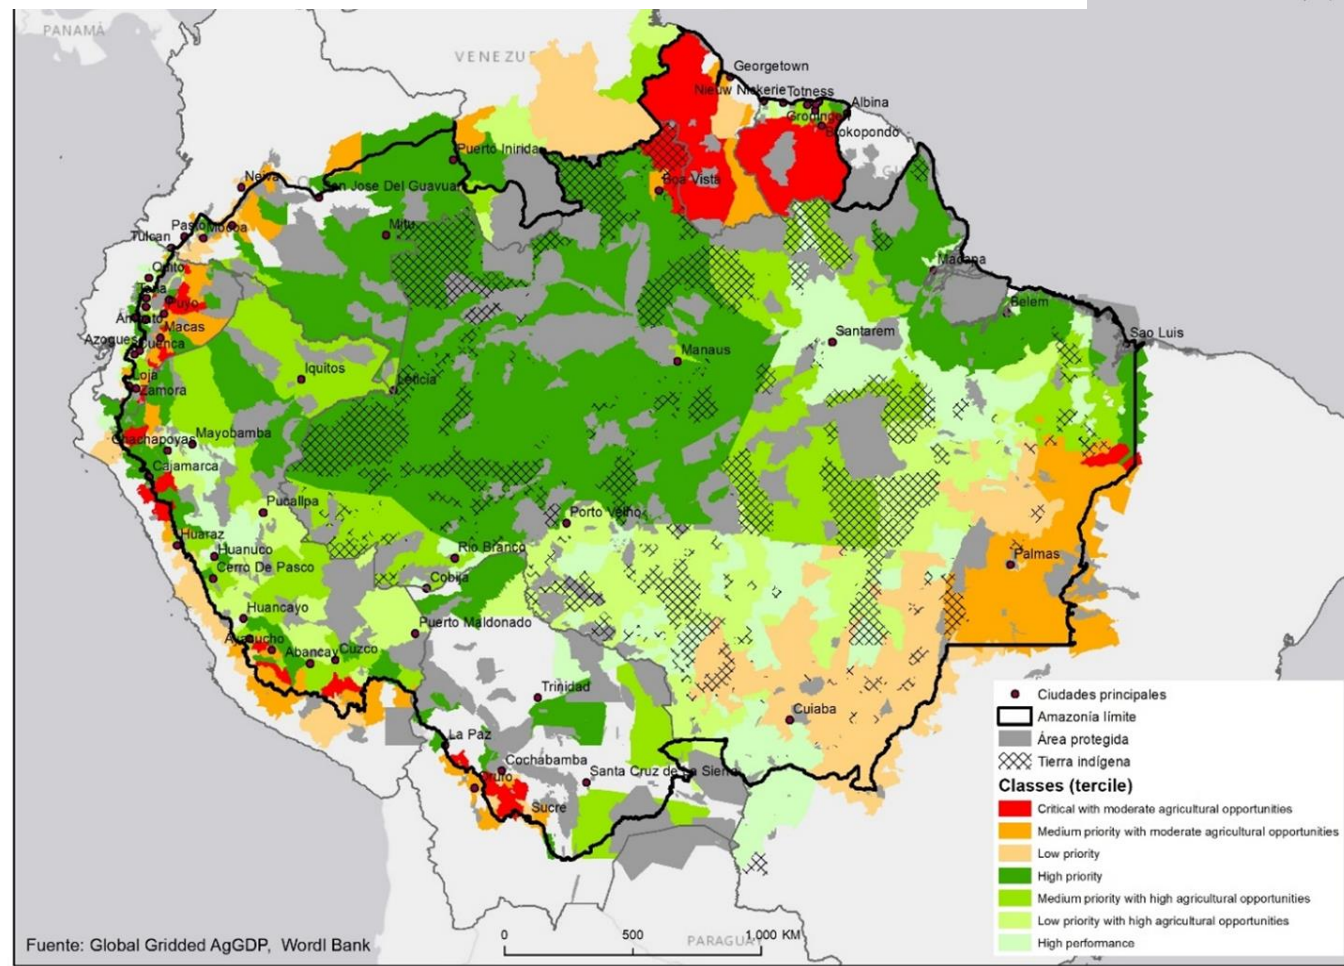 PANAMÁ
VENEZU
Georgetown
Nieuw Nickerie
Totness
Albina
Brokopondo
Puerto Inirida
Neiva
San Jose Del Guavuare
Boa Vista
Pasto
Mocoa
Mitu
Tulcan
Quito
Macapa
Tena
Puyo
Belem
Ambato
Macas
Azogues
Cuenca
Santarem
Sao Luis
Manaus
Iquitos
Loja
Leticia
Zamora
Chachapoyas
Mayobamba
Cajamarca
Pucallpa
Porto Velho
Huaraz
Huanuco
Rio Branco
Cerro De Pasco
Palmas
Cobija
Huancayo
Puerto Maldonado
Ayacucho
Abancay
Cuzco
Trinidad
Cuiaba
La Paz
Cochabamba
Oruro
Santa Cruz de La Sierra
Sucre
Ciudades principales
Amazonía límite
Área protegida
Tierra indígena
Classes (tercile)
Critical with moderate agricultural opportunities
Medium priority with moderate agricultural opportunities
Low priority
High priority
Medium priority with high agricultural opportunities
Low priority with high agricultural opportunities
High performance
Fuente: Global Gridded AgGDP, Wordl Bank
0 500 1.000 KM
PARAGUAY